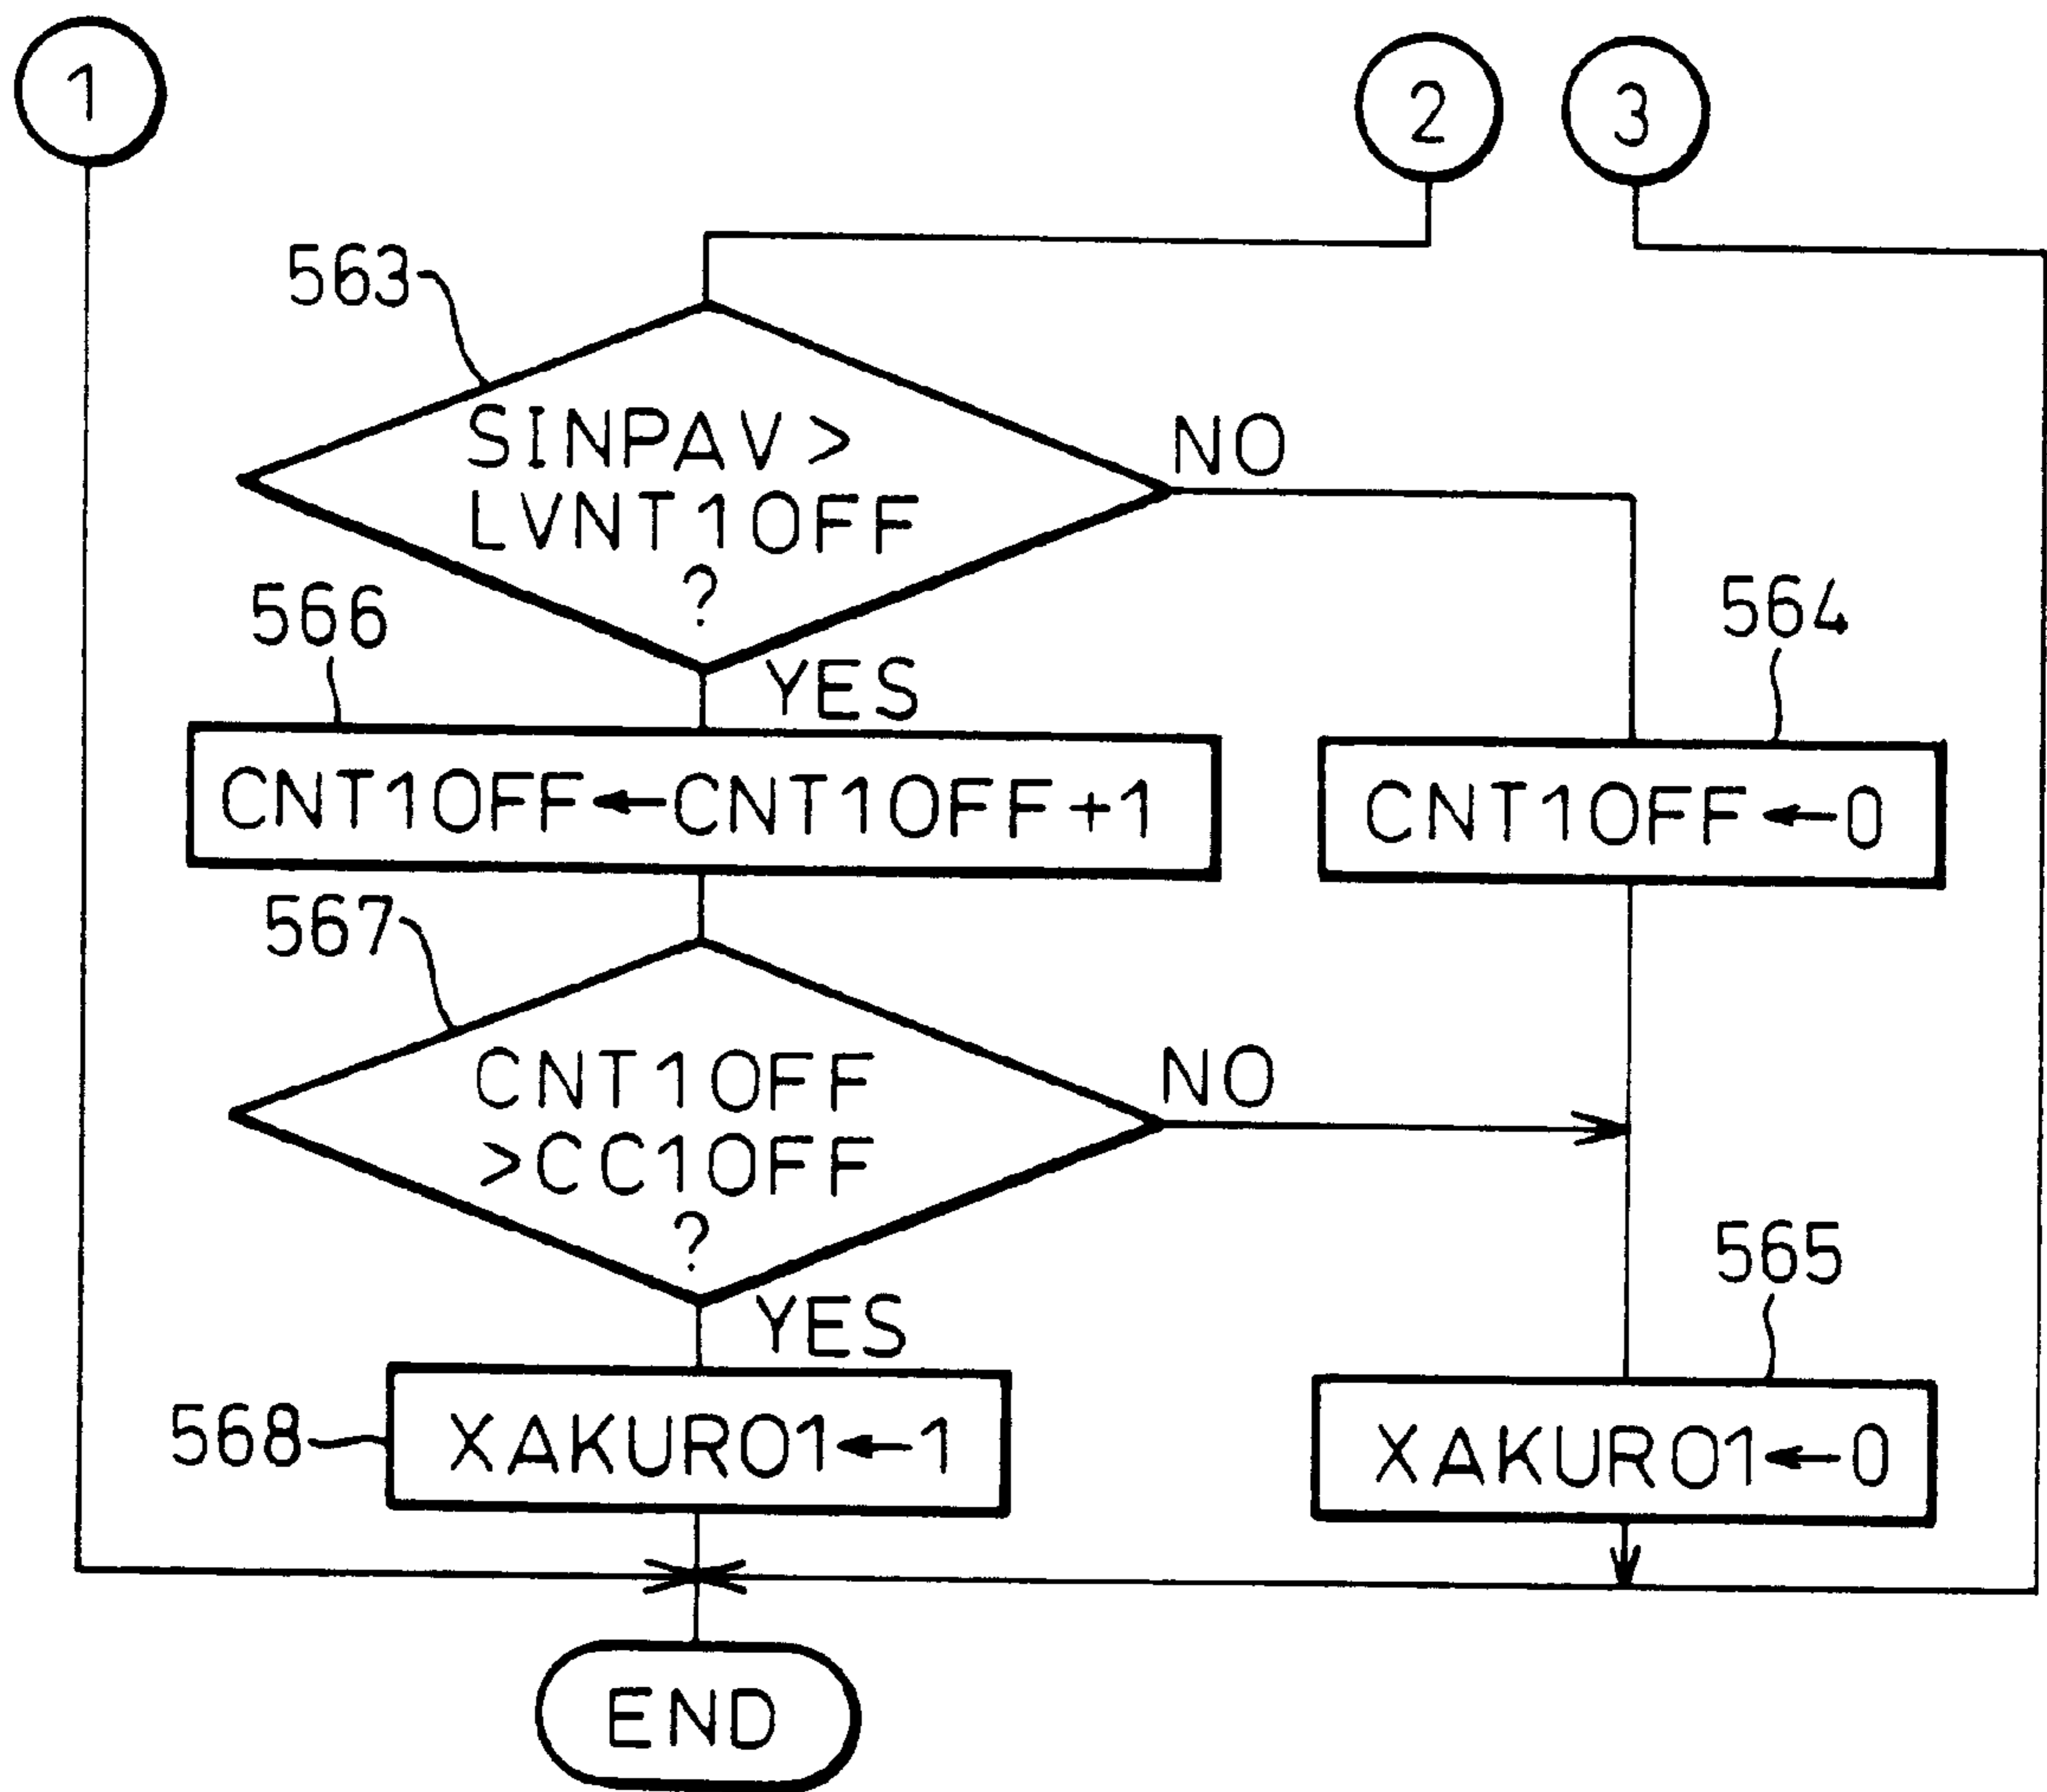 1
2
3
563
SINPAV>
LVNT1OFF
?
NO
YES
566
CNT1OFF←CNT1OFF+1
564
CNT1OFF←0
567
CNT1OFF
>CC1OFF
?
NO
YES
565
568
XAKURO1←1
XAKURO1←0
END